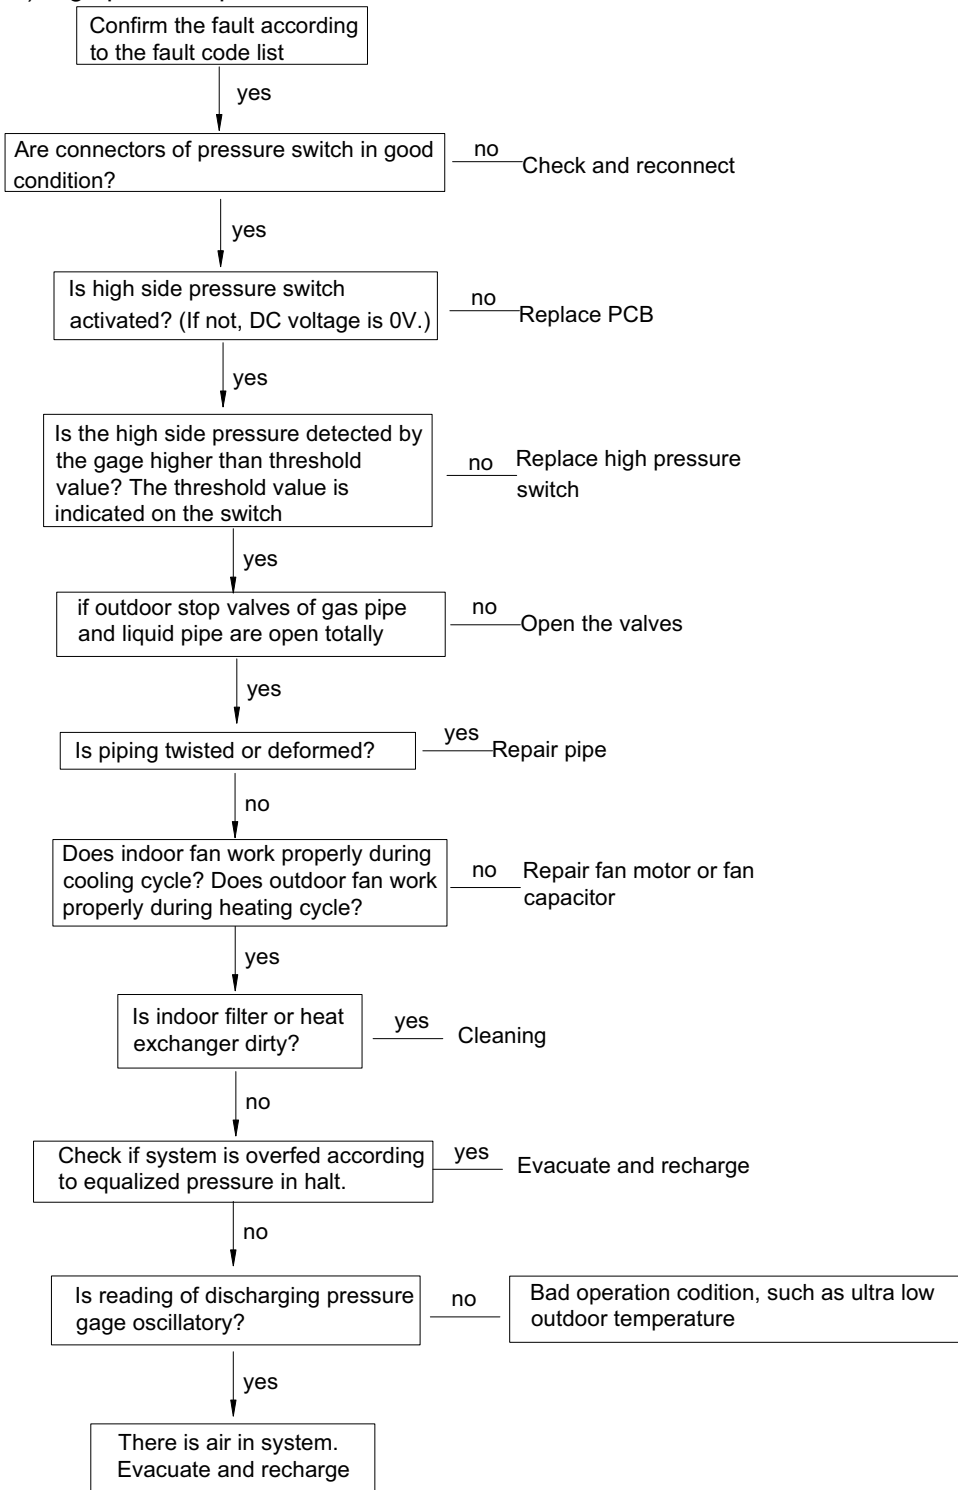 Confirm the fault according
to the fault code list
yes
Are connectors of pressure switch in good
condition?
no
Check and reconnect
yes
Is high side pressure switch
activated? (If not, DC voltage is 0V.)
no
Replace PCB
yes
Is the high side pressure detected by
the gage higher than threshold
value? The threshold value is
indicated on the switch
no
Replace high pressure
switch
yes
if outdoor stop valves of gas pipe
and liquid pipe are open totally
no
Open the valves
yes
Is piping twisted or deformed?
yes
Repair pipe
no
Does indoor fan work properly during
cooling cycle? Does outdoor fan work
properly during heating cycle?
no
Repair fan motor or fan
capacitor
yes
Is indoor filter or heat
exchanger dirty?
yes
Cleaning
no
Check if system is overfed according
to equalized pressure in halt.
yes
Evacuate and recharge
no
Is reading of discharging pressure
gage oscillatory?
no
Bad operation codition, such as ultra low
outdoor temperature
yes
There is air in system.
Evacuate and recharge